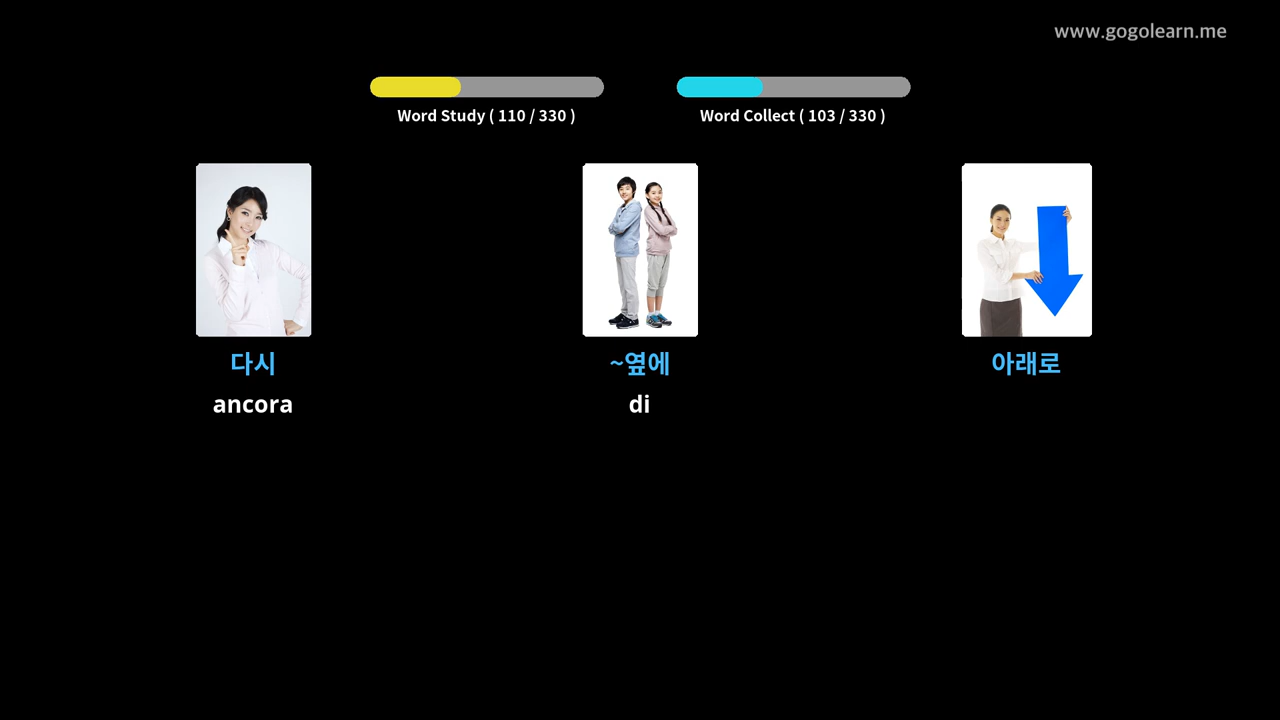 www.gogolearn.me
Word Study ( 110 / 330 )
Word Collect ( 103 / 330 )
다시
~옆에
아래로
ancora
di